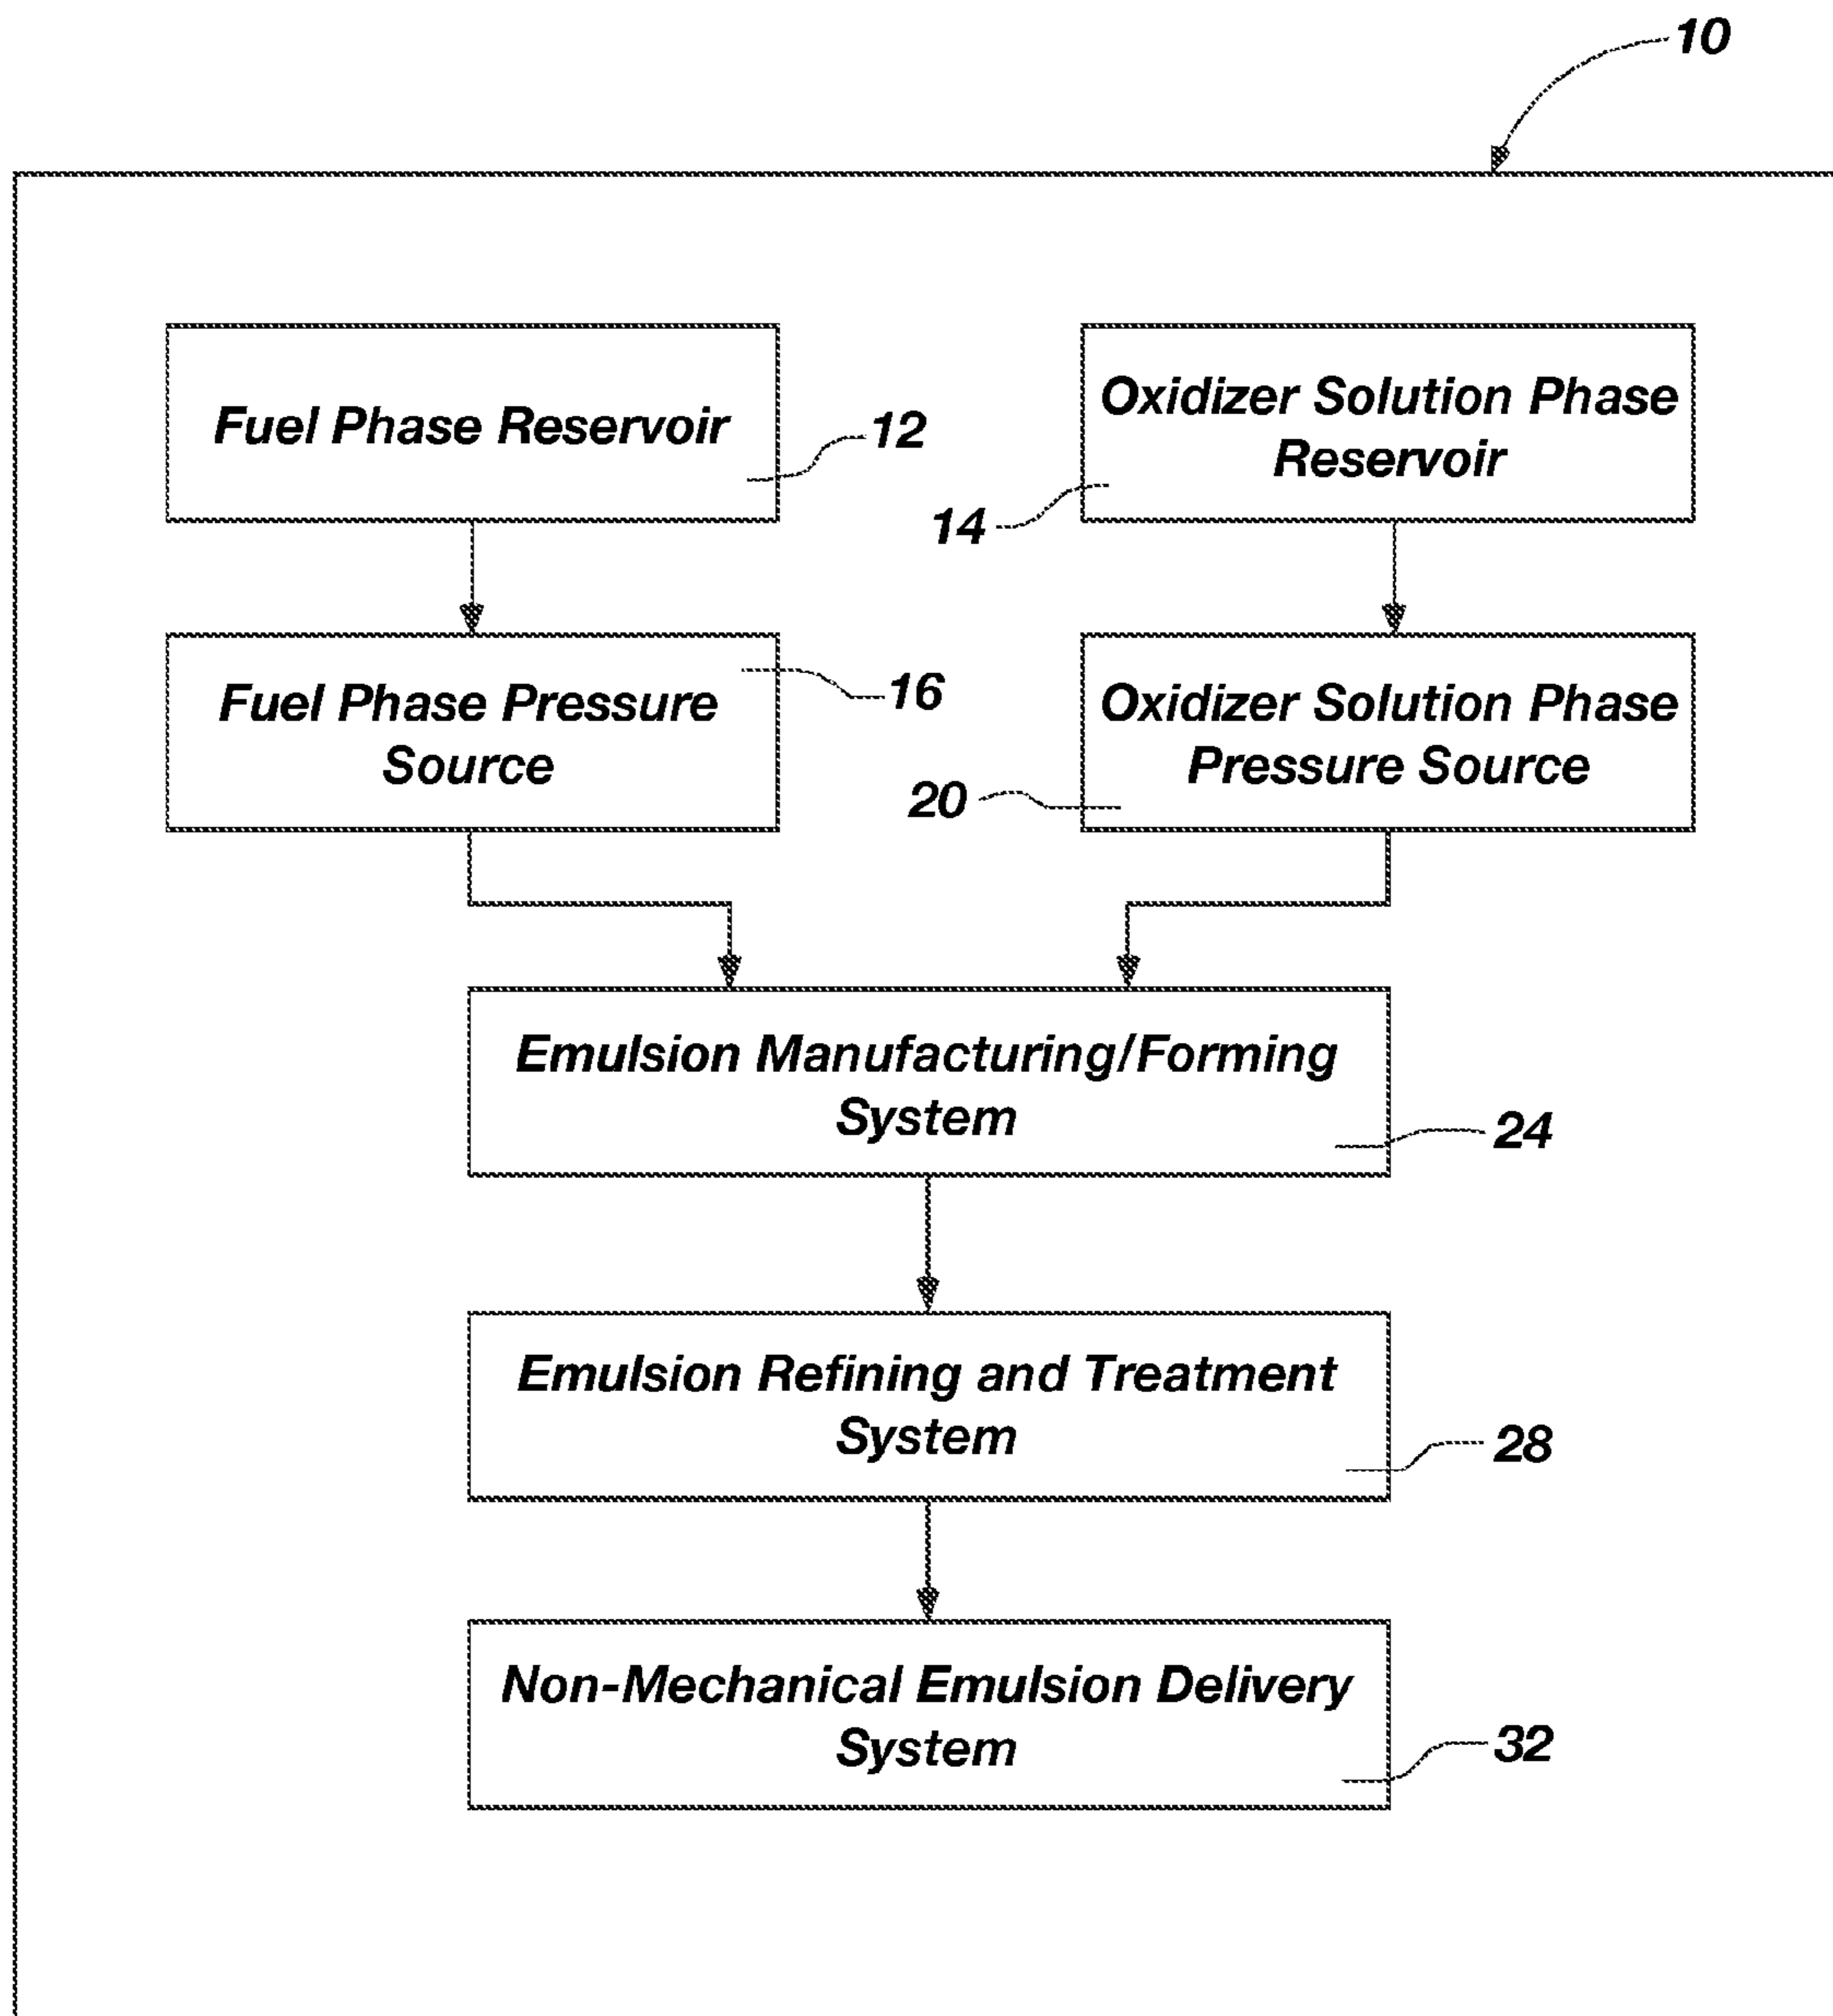 10
Fuel Phase Reservoir
12
Oxidizer Solution Phase
Reservoir
14
Fuel Phase Pressure
Source
16
Oxidizer Solution Phase
Pressure Source
20
Emulsion Manufacturing/Forming
System
24
Emulsion Refining and Treatment
System
28
Non-Mechanical Emulsion Delivery
System
32